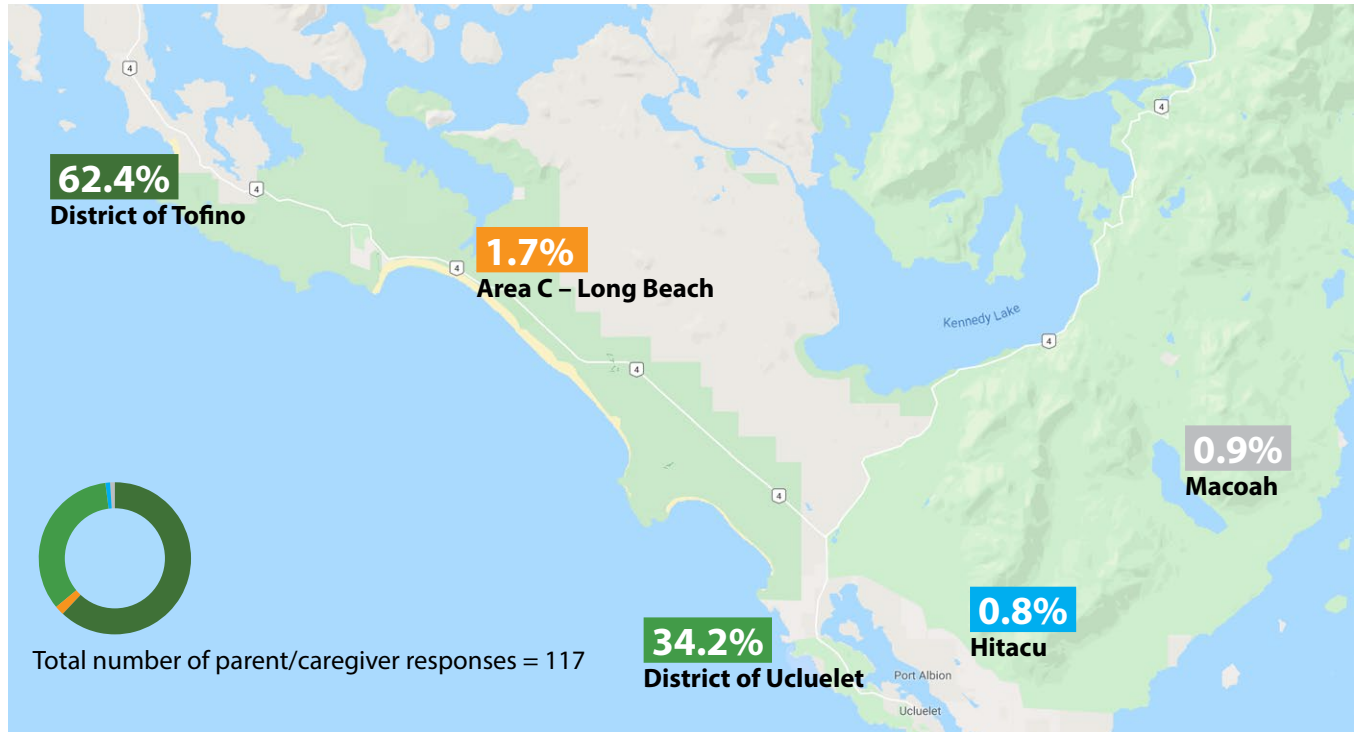 4
4
62.4%
District of Tofino
4
1.7%
4
Area C – Long Beach
Kennedy Lake
4
4
0.9%
Macoah
4
0.8%
Hitacu
34.2%
District of Ucluelet
Total number of parent/caregiver responses = 117
Port Albion
Ucluelet